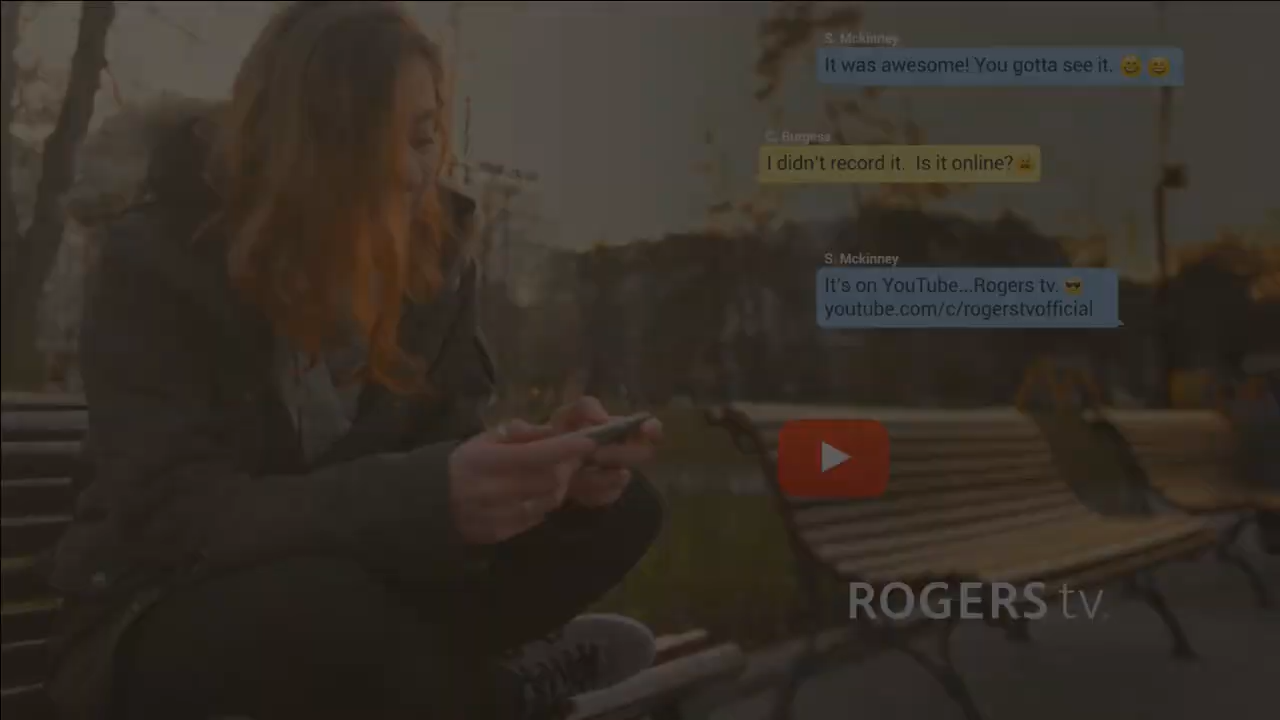 S. Mckinney
It was awesome! You gotta see it. 😀 😄
C. Burgess
I didn't record it.  Is it online?
S. Mckinney
It's on YouTube...Rogers tv. 😎
youtube.com/c/rogerstvofficial
ROGERS tv.